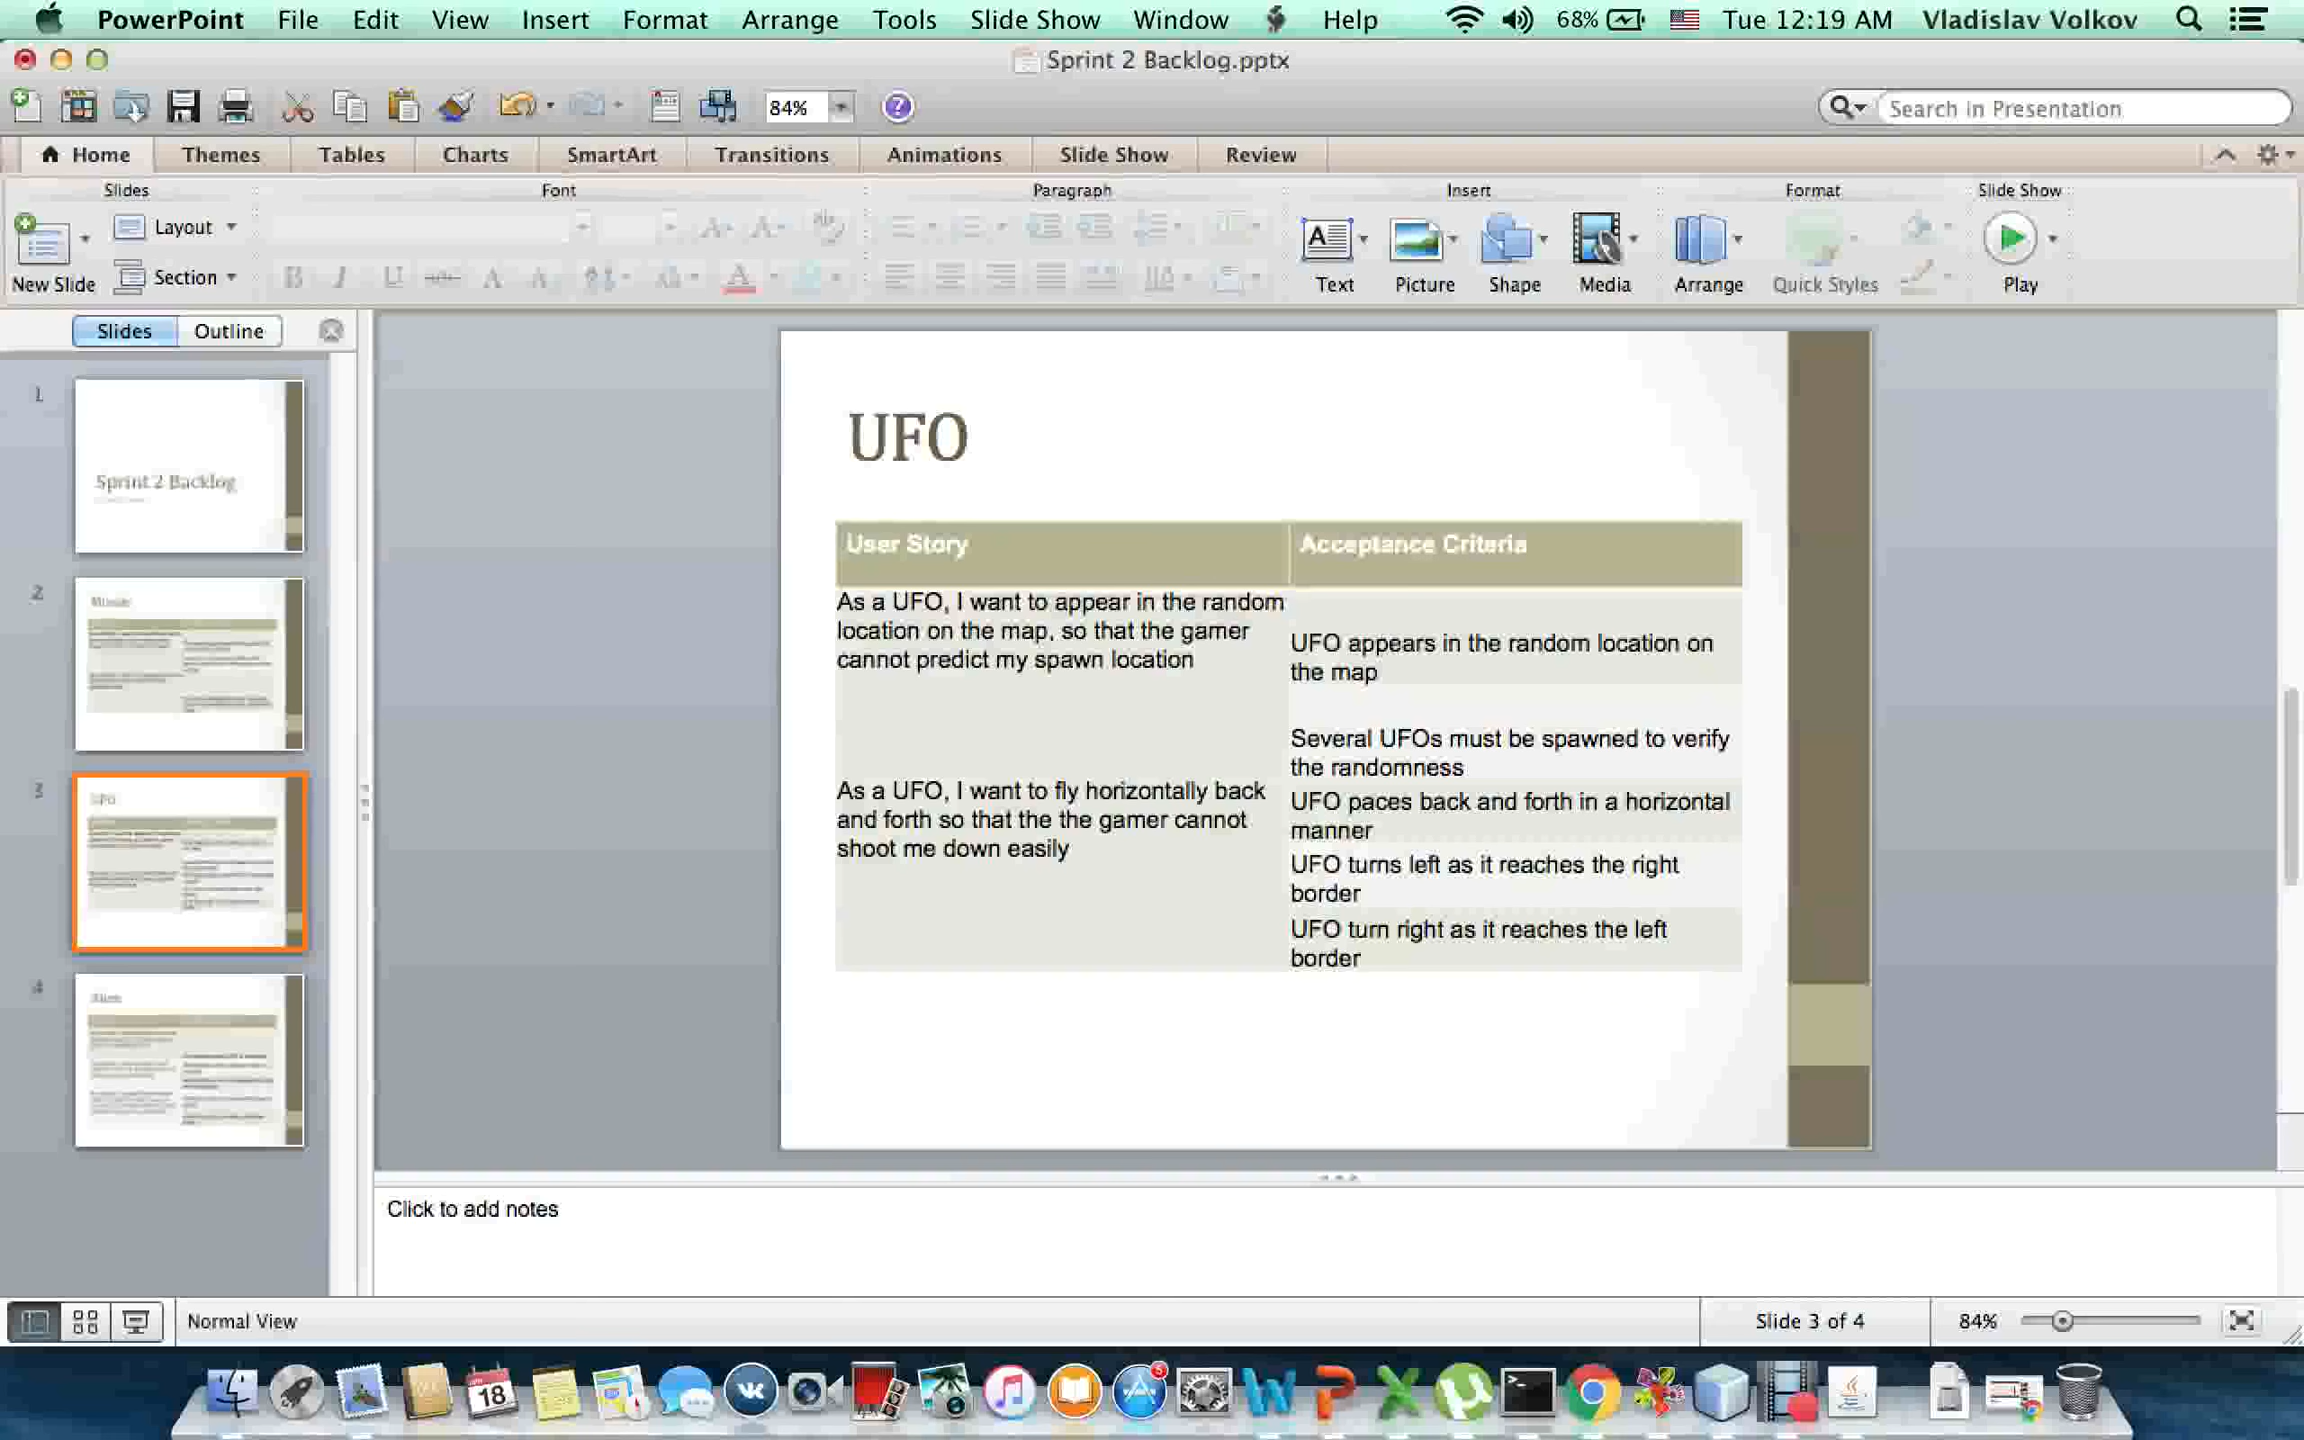 PowerPoint File Edit View Insert Format Arrange Tools Slide Show Window Help 68% Tue 12:19 AM Vladislav Volkov
Sprint 2 Backlog.pptx
84% Search in Presentation
Home Themes Tables Charts SmartArt Transitions Animations Slide Show Review
Slides Font Paragraph Insert Format Slide Show
Layout
Section
New Slide Text Picture Shape Media Arrange Quick Styles Play
Slides Outline
1
Sprint 2 Backlog
2
3
UFO
4
UFO
User Story
Acceptance Criteria
As a UFO, I want to appear in the random
location on the map, so that the gamer
cannot predict my spawn location
UFO appears in the random location on
the map
Several UFOs must be spawned to verify
the randomness
As a UFO, I want to fly horizontally back
and forth so that the the gamer cannot
shoot me down easily
UFO paces back and forth in a horizontal
manner
UFO turns left as it reaches the right
border
UFO turn right as it reaches the left
border
Click to add notes
Normal View Slide 3 of 4 84%
18
5